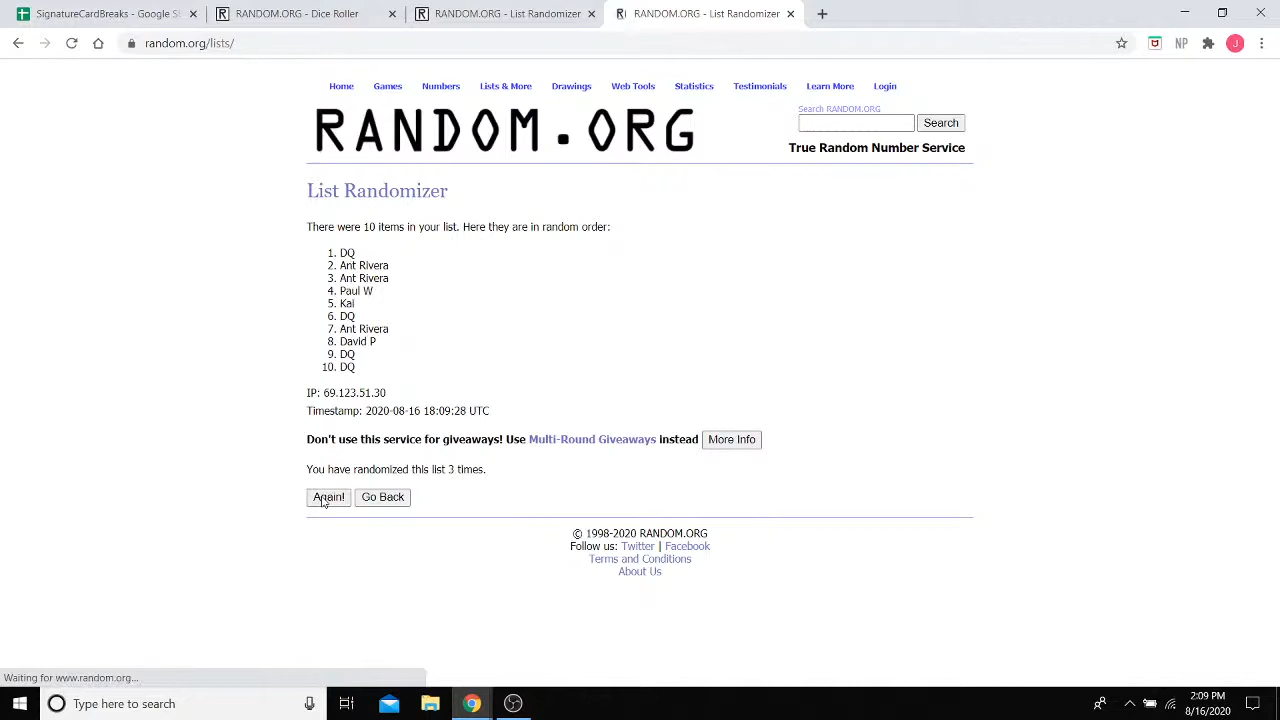 SignatureCardBreaks - Google S
RANDOM.ORG - Dice Roller
RANDOM.ORG - List Randomizer
RANDOM.ORG - List Randomizer
random.org/lists/
NP
J
Home Games Numbers Lists & More Drawings Web Tools Statistics Testimonials Learn More Login
RANDOM.ORG
Search RANDOM.ORG
Search
True Random Number Service
List Randomizer
There were 10 items in your list. Here they are in random order:
1. DQ
2. Ant Rivera
3. Ant Rivera
4. Paul W
5. Kai
6. DQ
7. Ant Rivera
8. David P
9. DQ
10. DQ
IP: 69.123.51.30
Timestamp: 2020-08-16 18:09:28 UTC
Don't use this service for giveaways! Use Multi-Round Giveaways instead More Info
You have randomized this list 3 times.
Again! Go Back
© 1998-2020 RANDOM.ORG
Follow us: Twitter | Facebook
Terms and Conditions
About Us
Waiting for www.random.org...
Type here to search
2:09 PM
8/16/2020